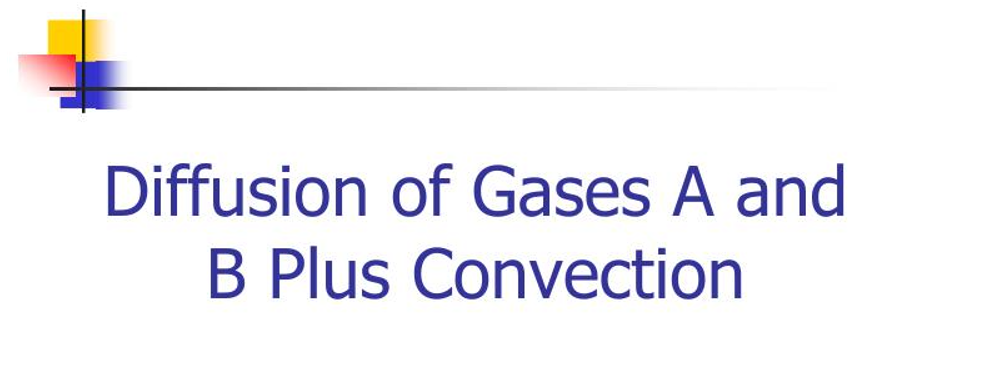 Diffusion of Gases A and
B Plus Convection